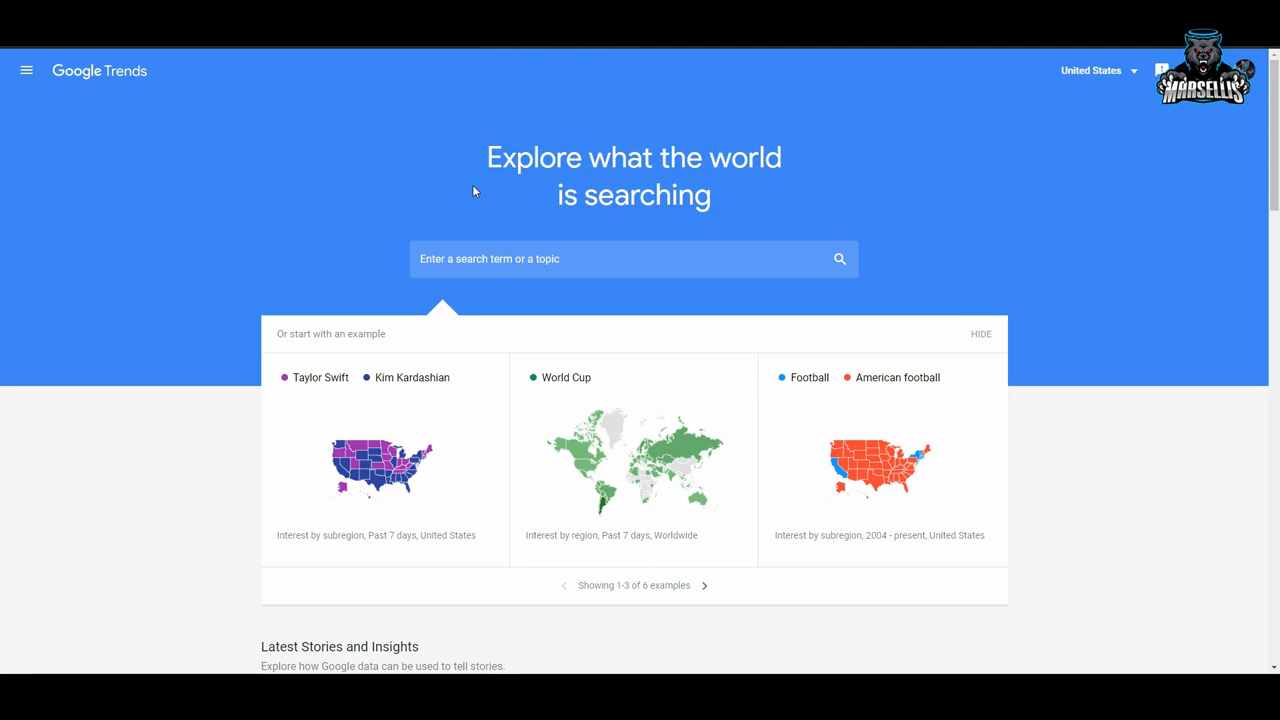 Google Trends
United States
MARSELLIS
Explore what the world
is searching
Enter a search term or a topic
Or start with an example
HIDE
Taylor Swift Kim Kardashian
World Cup
Football American football
Interest by subregion, Past 7 days, United States
Interest by region, Past 7 days, Worldwide
Interest by subregion, 2004 - present, United States
Showing 1-3 of 6 examples
Latest Stories and Insights
Explore how Google data can be used to tell stories.